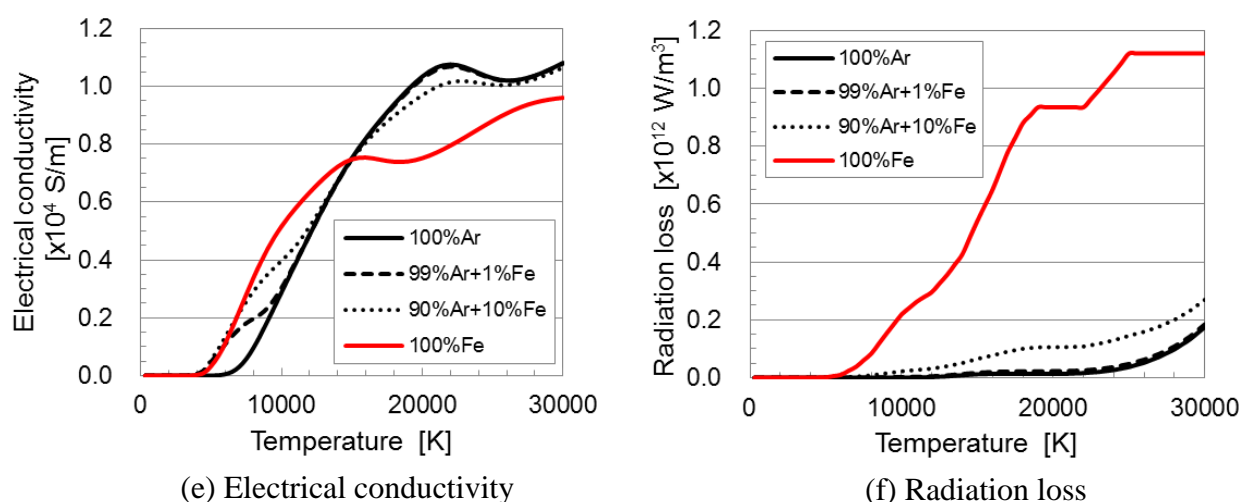 Electrical conductivity
[x10⁴ S/m]
1.2
1.0
0.8
0.6
0.4
0.2
0.0
100%Ar
99%Ar+1%Fe
90%Ar+10%Fe
100%Fe
0 10000 20000 30000
Temperature [K]
(e) Electrical conductivity
Radiation loss [x10¹² W/m³]
1.2
1.0
0.8
0.6
0.4
0.2
0.0
100%Ar
99%Ar+1%Fe
90%Ar+10%Fe
100%Fe
0 10000 20000 30000
Temperature [K]
(f) Radiation loss